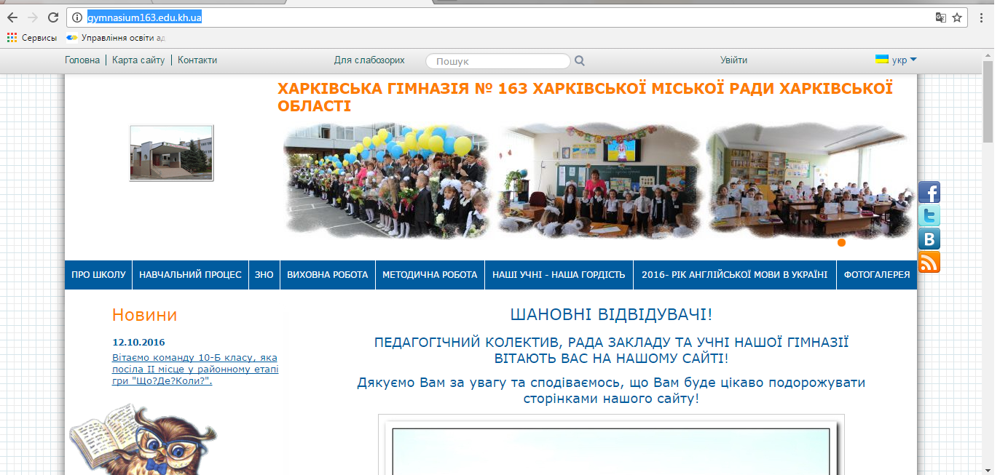 gymnasium163.edu.kh.ua
Сервисы
Управління освіти ад
Головна
Карта сайту
Контакти
Для слабозорих
Пошук
Увійти
укр
ХАРКІВСЬКА ГІМНАЗІЯ № 163 ХАРКІВСЬКОЇ МІСЬКОЇ РАДИ ХАРКІВСЬКОЇ
ОБЛАСТІ
ПРО ШКОЛУ
НАВЧАЛЬНИЙ ПРОЦЕС
ЗНО
ВИХОВНА РОБОТА
МЕТОДИЧНА РОБОТА
НАШІ УЧНІ - НАША ГОРДІСТЬ
2016- РІК АНГЛІЙСЬКОЇ МОВИ В УКРАЇНІ
ФОТОГАЛЕРЕЯ
Новини
12.10.2016
Вітаємо команду 10-Б класу, яка
посіла ІІ місце у районному етапі
гри "Що?Де?Коли?".
ШАНОВНІ ВІДВІДУВАЧІ!
ПЕДАГОГІЧНИЙ КОЛЕКТИВ, РАДА ЗАКЛАДУ ТА УЧНІ НАШОЇ ГІМНАЗІЇ
ВІТАЮТЬ ВАС НА НАШОМУ САЙТІ!
Дякуємо Вам за увагу та сподіваємось, що Вам буде цікаво подорожувати
сторінками нашого сайту!